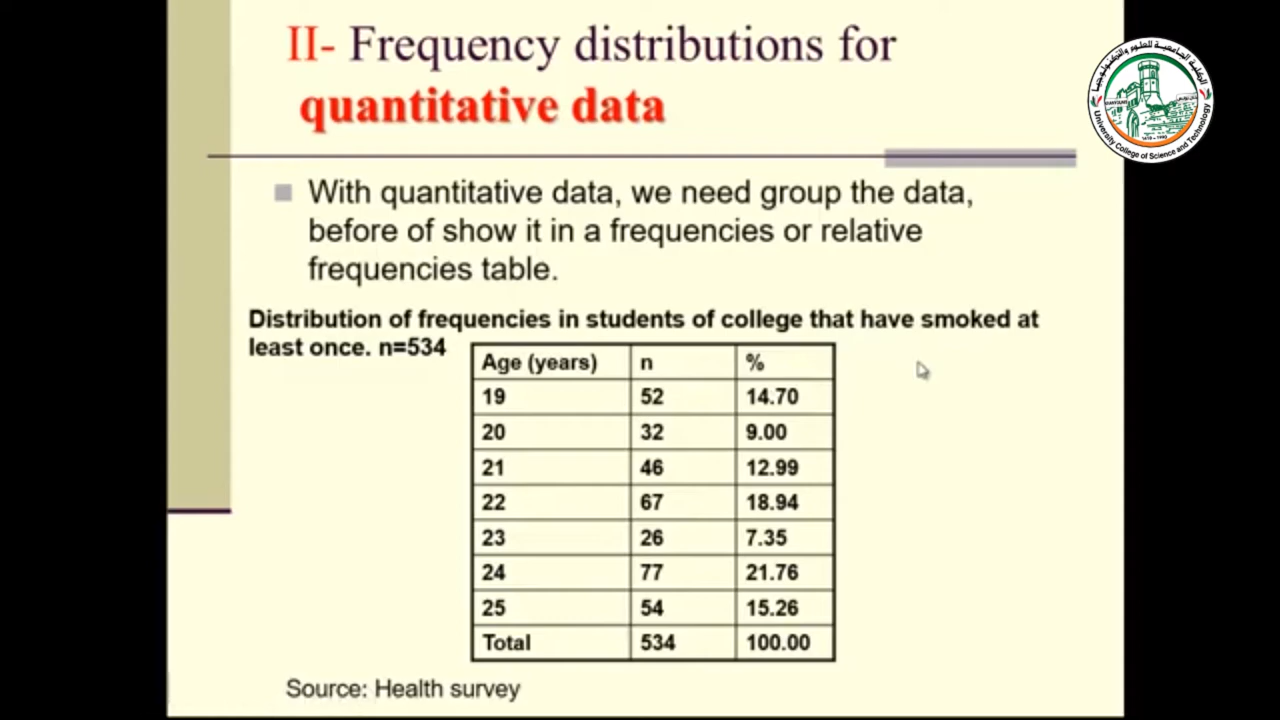 II- Frequency distributions for
quantitative data
With quantitative data, we need group the data,
before of show it in a frequencies or relative
frequencies table.
Distribution of frequencies in students of college that have smoked at
least once. n=534
Age (years) n %
19 52 14.70
20 32 9.00
21 46 12.99
22 67 18.94
23 26 7.35
24 77 21.76
25 54 15.26
Total 534 100.00
Source: Health survey
الكلية الجامعية للعلوم والتكنولوجيا
University College of Science and Technology